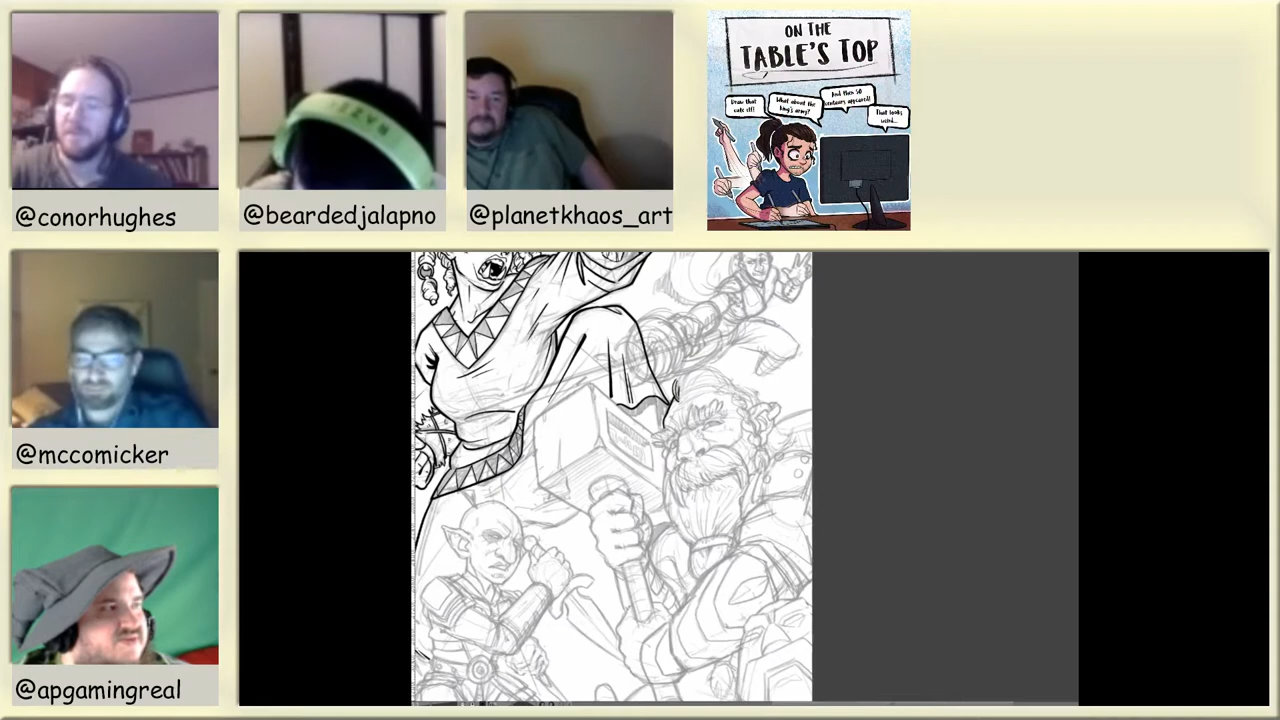 ON THE
TABLE'S TOP
Draw that
cute elf!
What about the
king's army?
And then 50
centaurs appeared!
That looks
weird...
@conorhughes
@beardedjalapno
@planetkhaos_art
@mccomicker
@apgamingreal